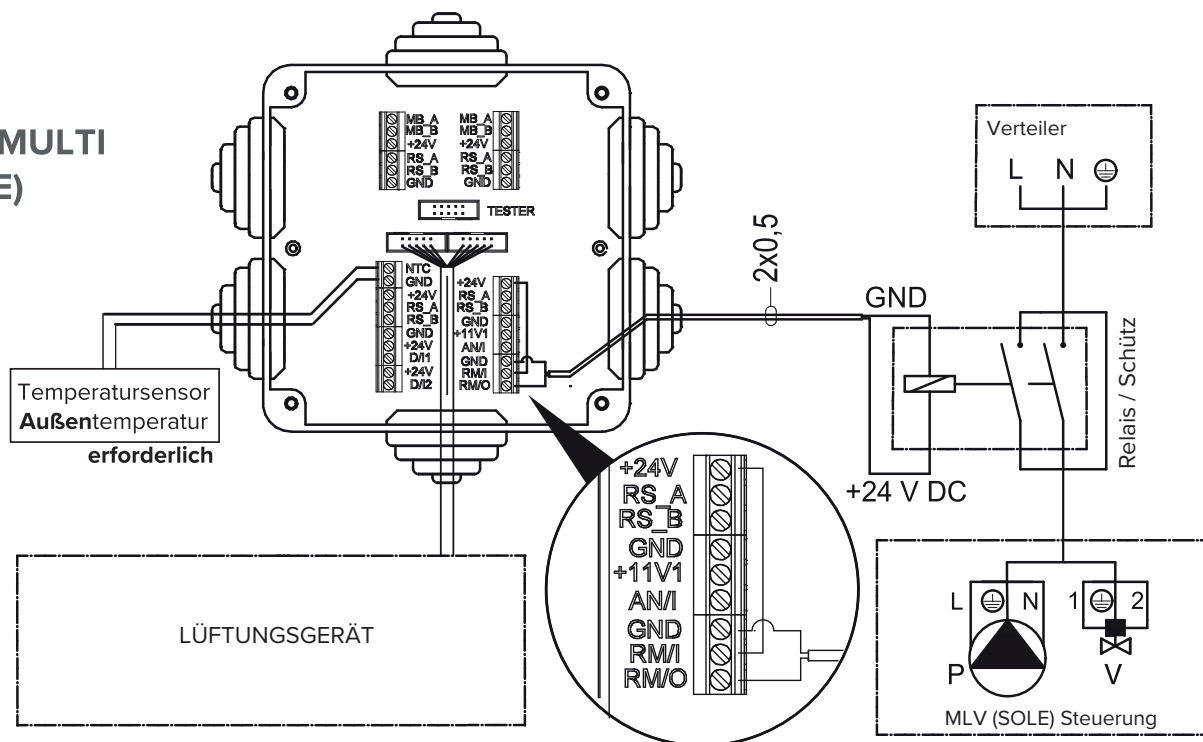 MULTI
E)
MB_A
MB_B
+24V
RS_A
RS_B
GND
MB_A
MB_B
+24V
RS_A
RS_B
GND
TESTER
NTC
GND
+24V
RS_A
RS_B
GND
+24V
D/I1
+24V
D/I2
+24V
RS_A
RS_B
GND
+11V1
AN/I
GND
RM/I
RM/O
Temperatursensor
Außentemperatur
erforderlich
LÜFTUNGSGERÄT
+24V
RS_A
RS_B
GND
+11V1
AN/I
GND
RM/I
RM/O
2x0,5
GND
+24 V DC
Verteiler
L N
Relais / Schütz
L N 1 2
P V
MLV (SOLE) Steuerung